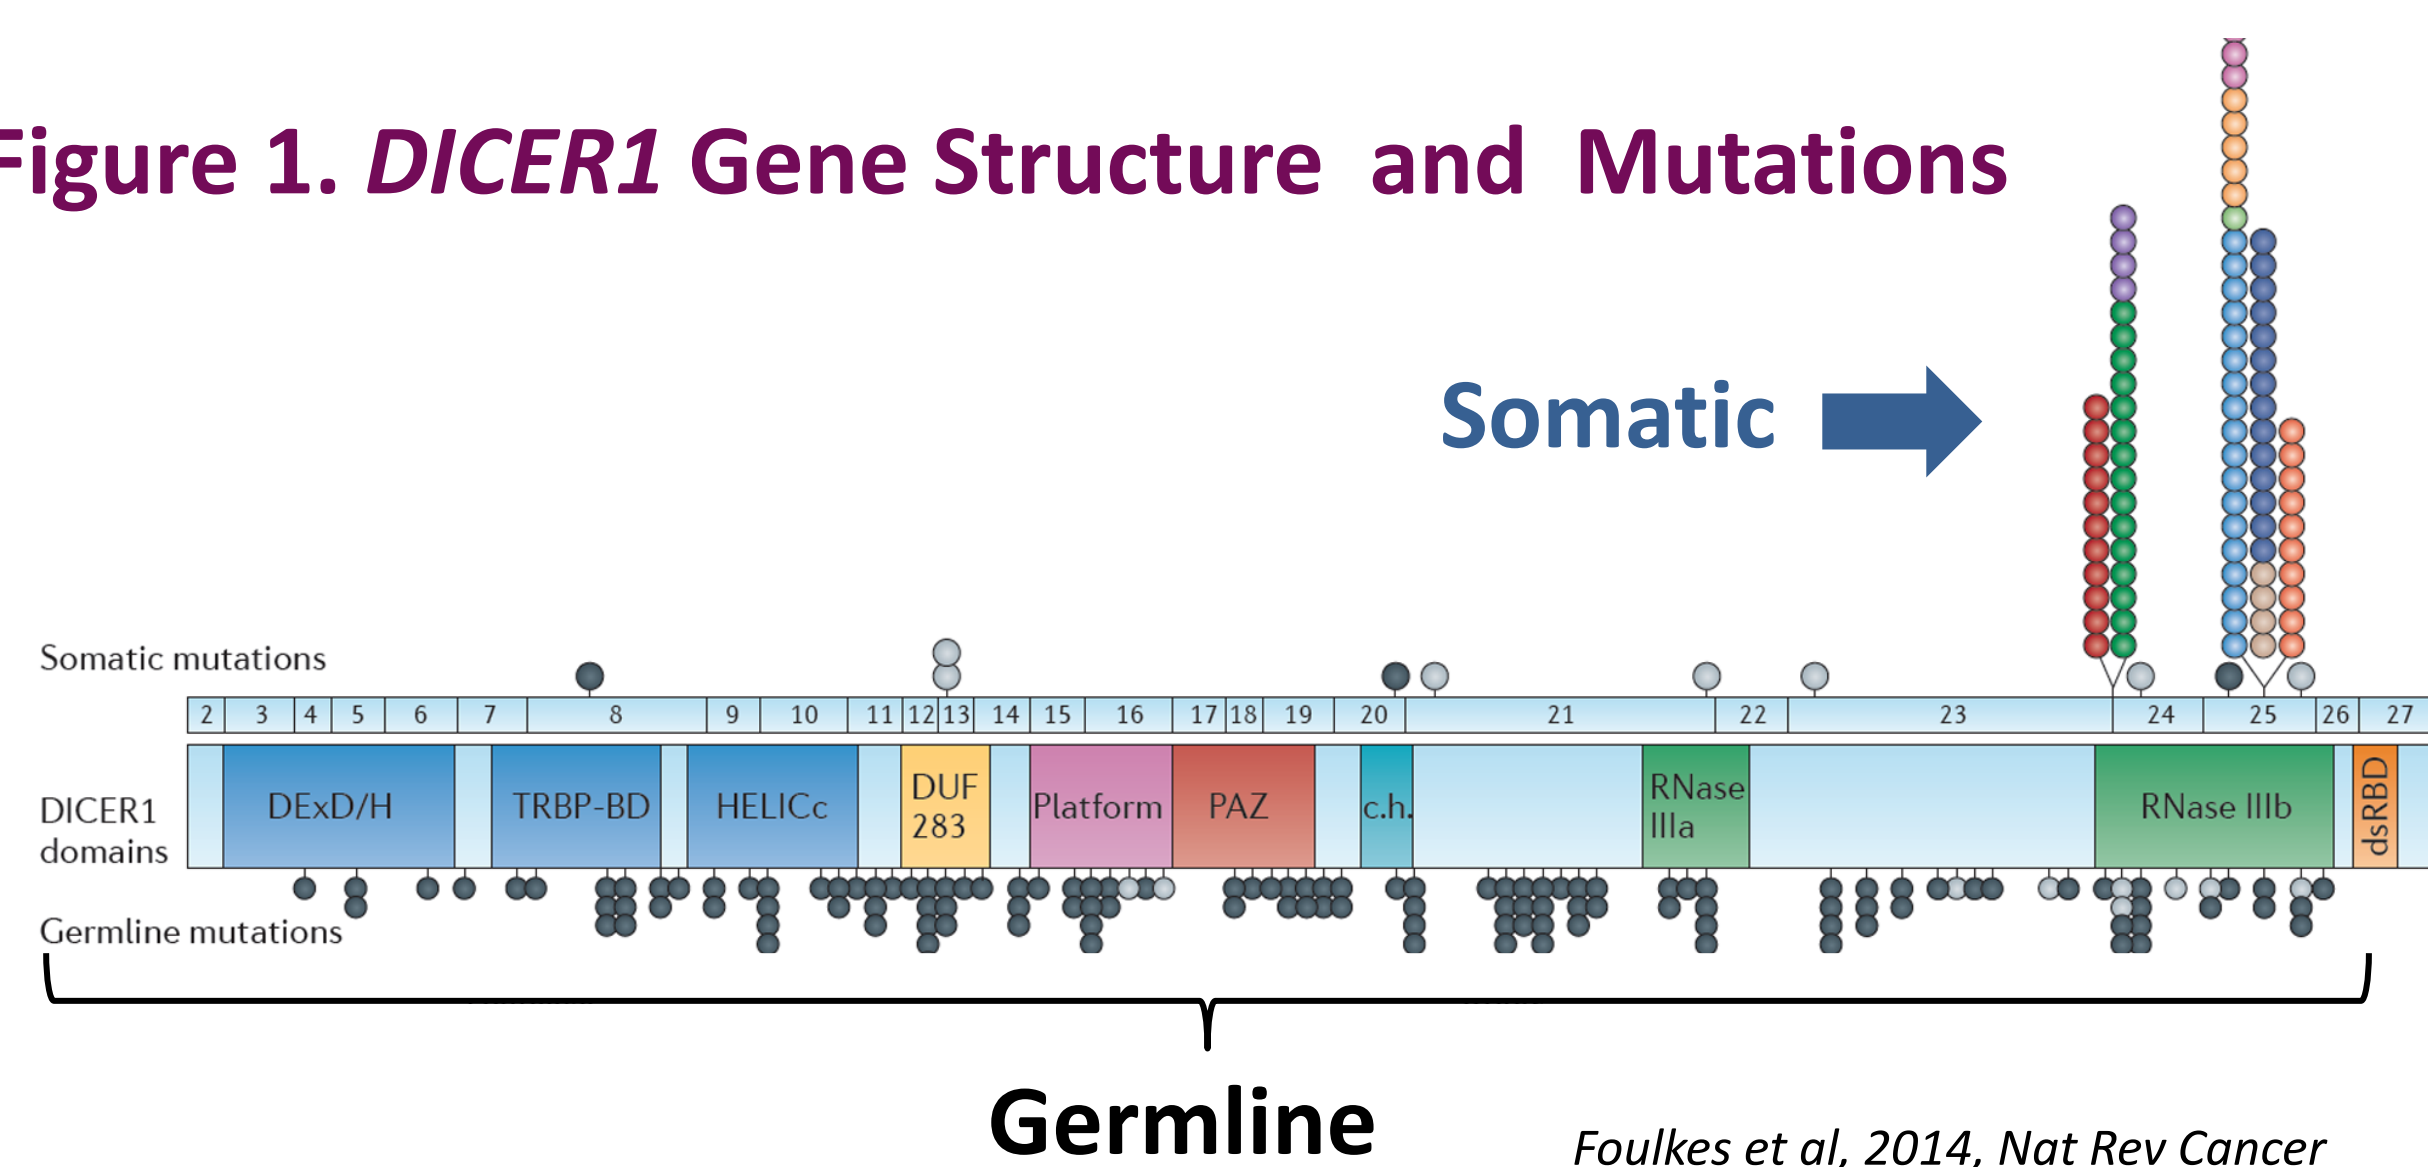 Figure 1. DICER1 Gene Structure and Mutations
Somatic
Somatic mutations
2 3 4 5 6 7 8 9 10 11 12 13 14 15 16 17 18 19 20 21 22 23 24 25 26 27
DICER1
domains
DExD/H
TRBP-BD
HELICc
DUF
283
Platform
PAZ
c.h.
RNase
IIIa
RNase IIIb
dsRBD
Germline mutations
Germline
Foulkes et al, 2014, Nat Rev Cancer